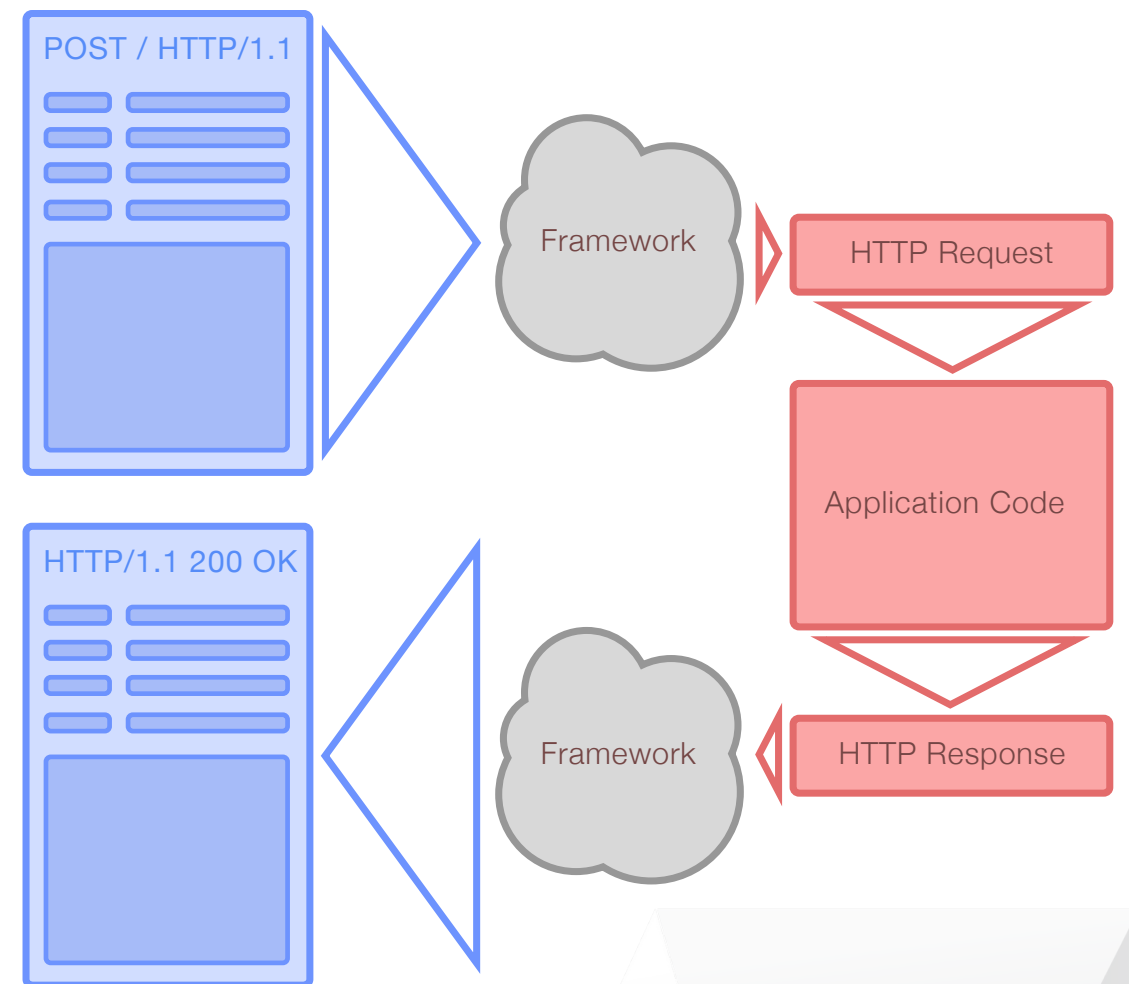 POST / HTTP/1.1
Framework
HTTP Request
Application Code
HTTP/1.1 200 OK
Framework
HTTP Response